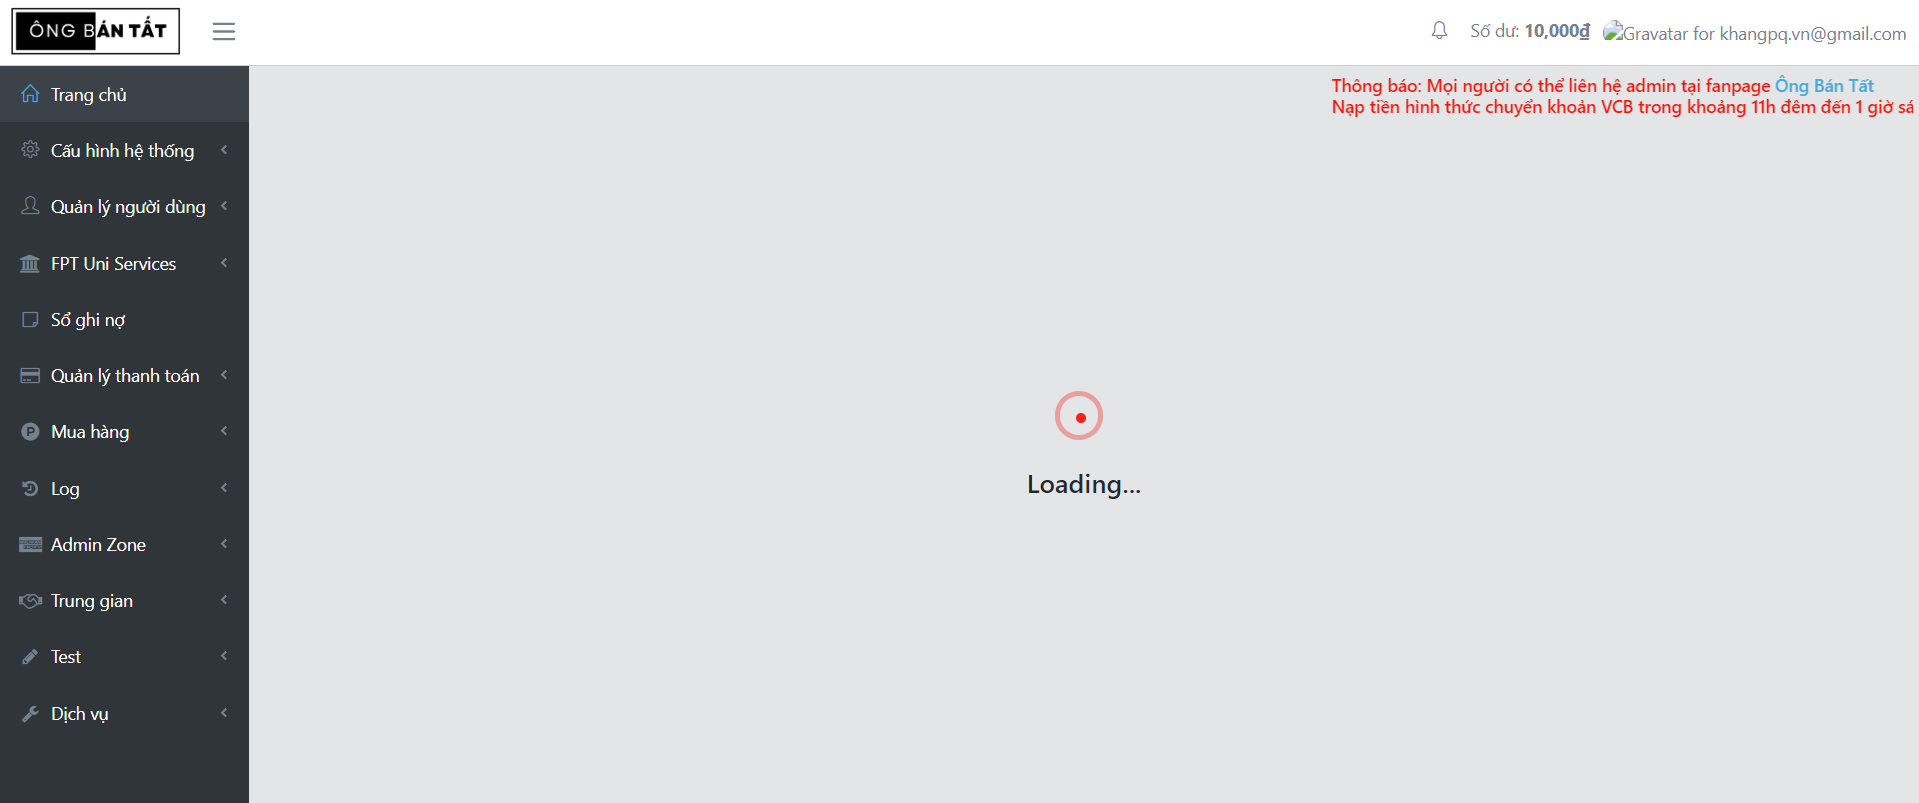 ÔNG BÁN TẤT
Số dư: 10,000₫ Gravatar for khangpq.vn@gmail.com
Thông báo: Mọi người có thể liên hệ admin tại fanpage Ông Bán Tất
Nạp tiền hình thức chuyển khoản VCB trong khoảng 11h đêm đến 1 giờ sá
Trang chủ
Cấu hình hệ thống
Quản lý người dùng
FPT Uni Services
Sổ ghi nợ
Quản lý thanh toán
Mua hàng
Log
Admin Zone
Trung gian
Test
Dịch vụ
Loading...